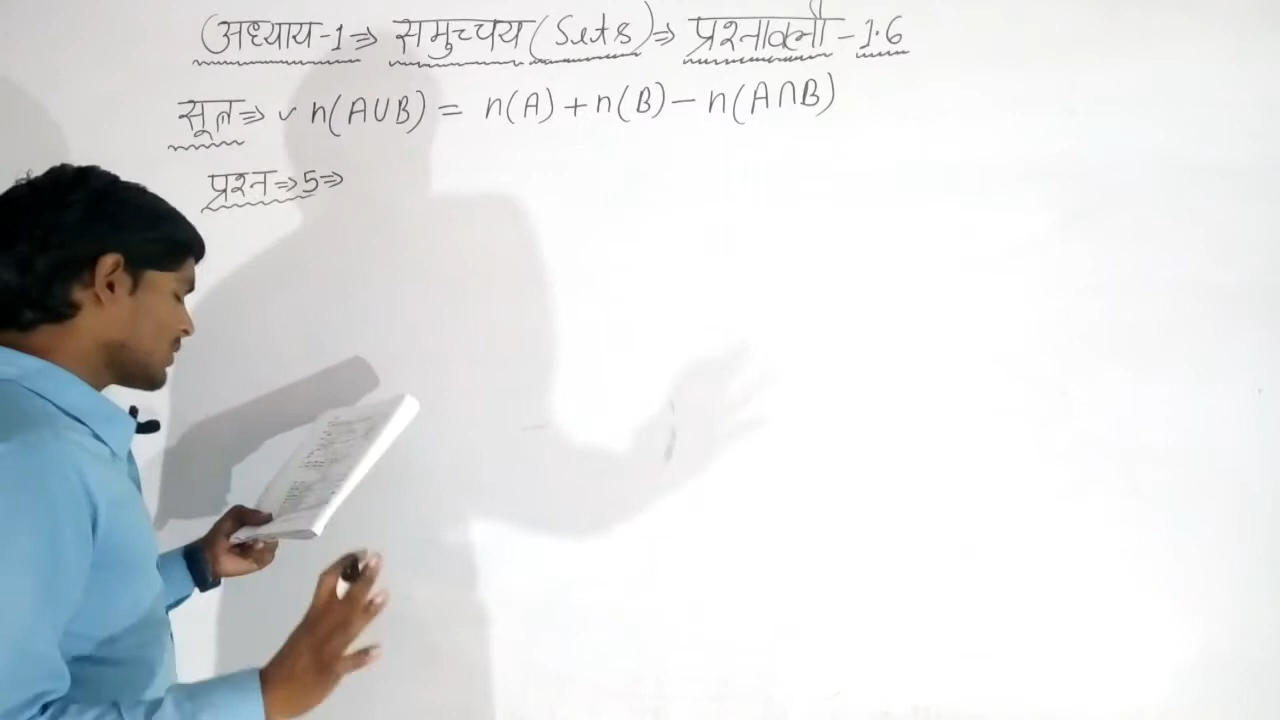 (अध्याय-1⇒ समुच्चय (Sets)⇒ प्रश्नावली - 1.6
सूत्र⇒ ✓ n(A∪B) = n(A) + n(B) - n(A∩B)
प्रश्न⇒5⇒